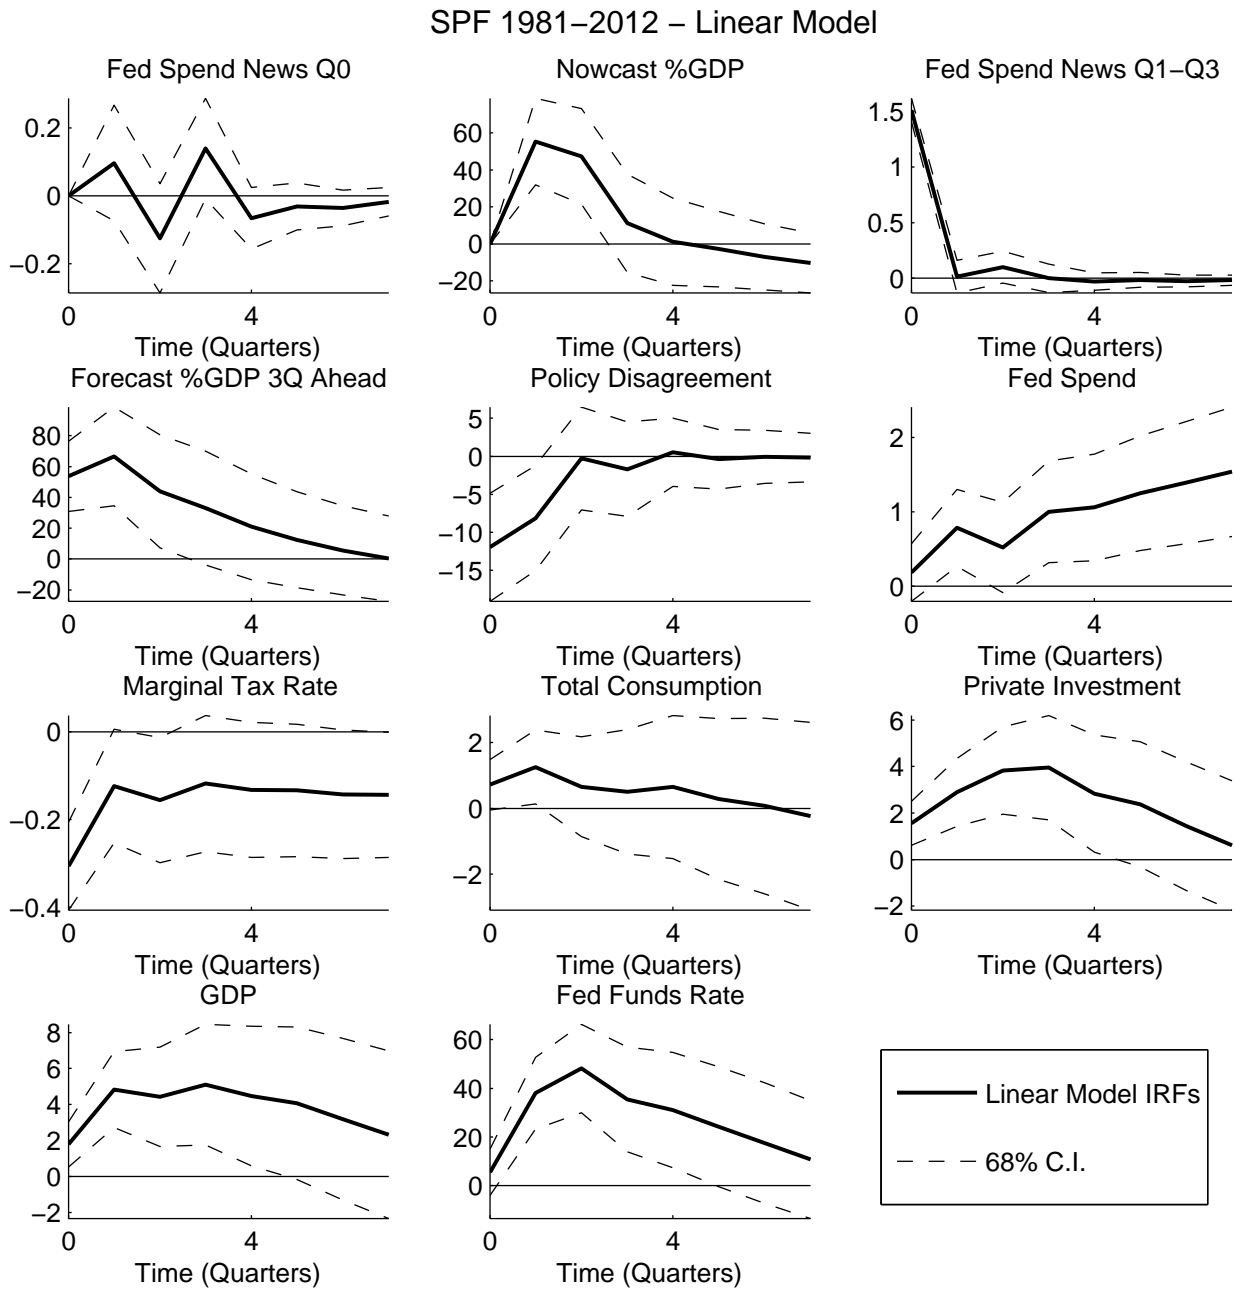 SPF 1981–2012 – Linear Model
Fed Spend News Q0
0.2
0
−0.2
0 4
Time (Quarters)
Nowcast %GDP
60
40
20
0
−20
0 4
Time (Quarters)
Fed Spend News Q1–Q3
1.5
1
0.5
0
0 4
Time (Quarters)
Forecast %GDP 3Q Ahead
80
60
40
20
0
−20
0 4
Time (Quarters)
Policy Disagreement
5
0
−5
−10
−15
0 4
Time (Quarters)
Fed Spend
2
1
0
0 4
Time (Quarters)
Marginal Tax Rate
0
−0.2
−0.4
0 4
Time (Quarters)
Total Consumption
2
0
−2
0 4
Time (Quarters)
Private Investment
6
4
2
0
−2
0 4
Time (Quarters)
GDP
8
6
4
2
0
−2
0 4
Time (Quarters)
Fed Funds Rate
60
40
20
0
0 4
Time (Quarters)
Linear Model IRFs
68% C.I.